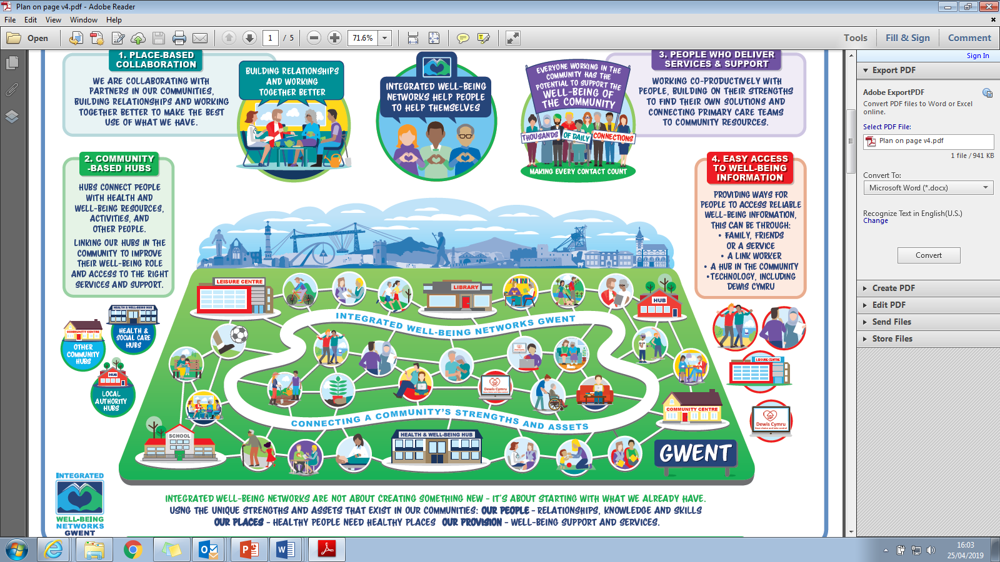 Plan on page v4.pdf - Adobe Reader
File Edit View Window Help
Open 1 / 5 71.6% Tools Fill & Sign Comment
Sign In
Export PDF
Adobe ExportPDF
Convert PDF files to Word or Excel
online.
Select PDF File:
Plan on page v4.pdf
1 file / 941 KB
Convert To:
Microsoft Word (*.docx)
Recognize Text in English(U.S.)
Change
Convert
Create PDF
Edit PDF
Send Files
Store Files
1. PLACE-BASED
COLLABORATION
WE ARE COLLABORATING WITH
PARTNERS IN OUR COMMUNITIES,
BUILDING RELATIONSHIPS AND WORKING
TOGETHER BETTER TO MAKE THE BEST
USE OF WHAT WE HAVE.
BUILDING RELATIONSHIPS
AND WORKING
TOGETHER BETTER
INTEGRATED WELL-BEING
NETWORKS HELP PEOPLE
TO HELP THEMSELVES
EVERYONE WORKING IN THE
COMMUNITY HAS THE
POTENTIAL TO SUPPORT THE
WELL-BEING OF
THE COMMUNITY
THOUSANDS OF DAILY CONNECTIONS
MAKING EVERY CONTACT COUNT
3. PEOPLE WHO DELIVER
SERVICES & SUPPORT
WORKING CO-PRODUCTIVELY WITH
PEOPLE, BUILDING ON THEIR STRENGTHS
TO FIND THEIR OWN SOLUTIONS AND
CONNECTING PRIMARY CARE TEAMS
TO COMMUNITY RESOURCES.
2. COMMUNITY
-BASED HUBS
HUBS CONNECT PEOPLE
WITH HEALTH AND
WELL-BEING RESOURCES,
ACTIVITIES, AND
OTHER PEOPLE.
LINKING OUR HUBS IN THE
COMMUNITY TO IMPROVE
THEIR WELL-BEING ROLE
AND ACCESS TO THE RIGHT
SERVICES AND SUPPORT.
4. EASY ACCESS
TO WELL-BEING
INFORMATION
PROVIDING WAYS FOR
PEOPLE TO ACCESS RELIABLE
WELL-BEING INFORMATION,
THIS CAN BE THROUGH:
• FAMILY, FRIENDS
OR A SERVICE
• A LINK WORKER
• A HUB IN THE COMMUNITY
• TECHNOLOGY, INCLUDING
DEWIS CYMRU
HEALTH & WELL-BEING HUB
HEALTH &
SOCIAL CARE
HUBS
COMMUNITY CENTRE
OTHER
COMMUNITY
HUBS
HUB
LOCAL
AUTHORITY
HUBS
LEISURE CENTRE
LIBRARY
HUB
INTEGRATED WELL-BEING NETWORKS GWENT
Dewis Cymru
CONNECTING A COMMUNITY'S STRENGTHS AND ASSETS
COMMUNITY CENTRE
SCHOOL
HEALTH & WELL-BEING HUB
GWENT
LEISURE CENTRE
Dewis Cymru
Have choice and take control
INTEGRATED
WELL-BEING
NETWORKS
GWENT
INTEGRATED WELL-BEING NETWORKS ARE NOT ABOUT CREATING SOMETHING NEW - IT'S ABOUT STARTING WITH WHAT WE ALREADY HAVE.
USNG THE UNIQUE STRENGTHS AND ASSETS THAT EXIST IN OUR COMMUNITIES: OUR PEOPLE - RELATIONSHIPS, KNOWLEDGE AND SKILLS
OUR PLACES - HEALTHY PEOPLE NEED HEALTHY PLACES OUR PROVISION - WELL-BEING SUPPORT AND SERVICES.
16:03
25/04/2019